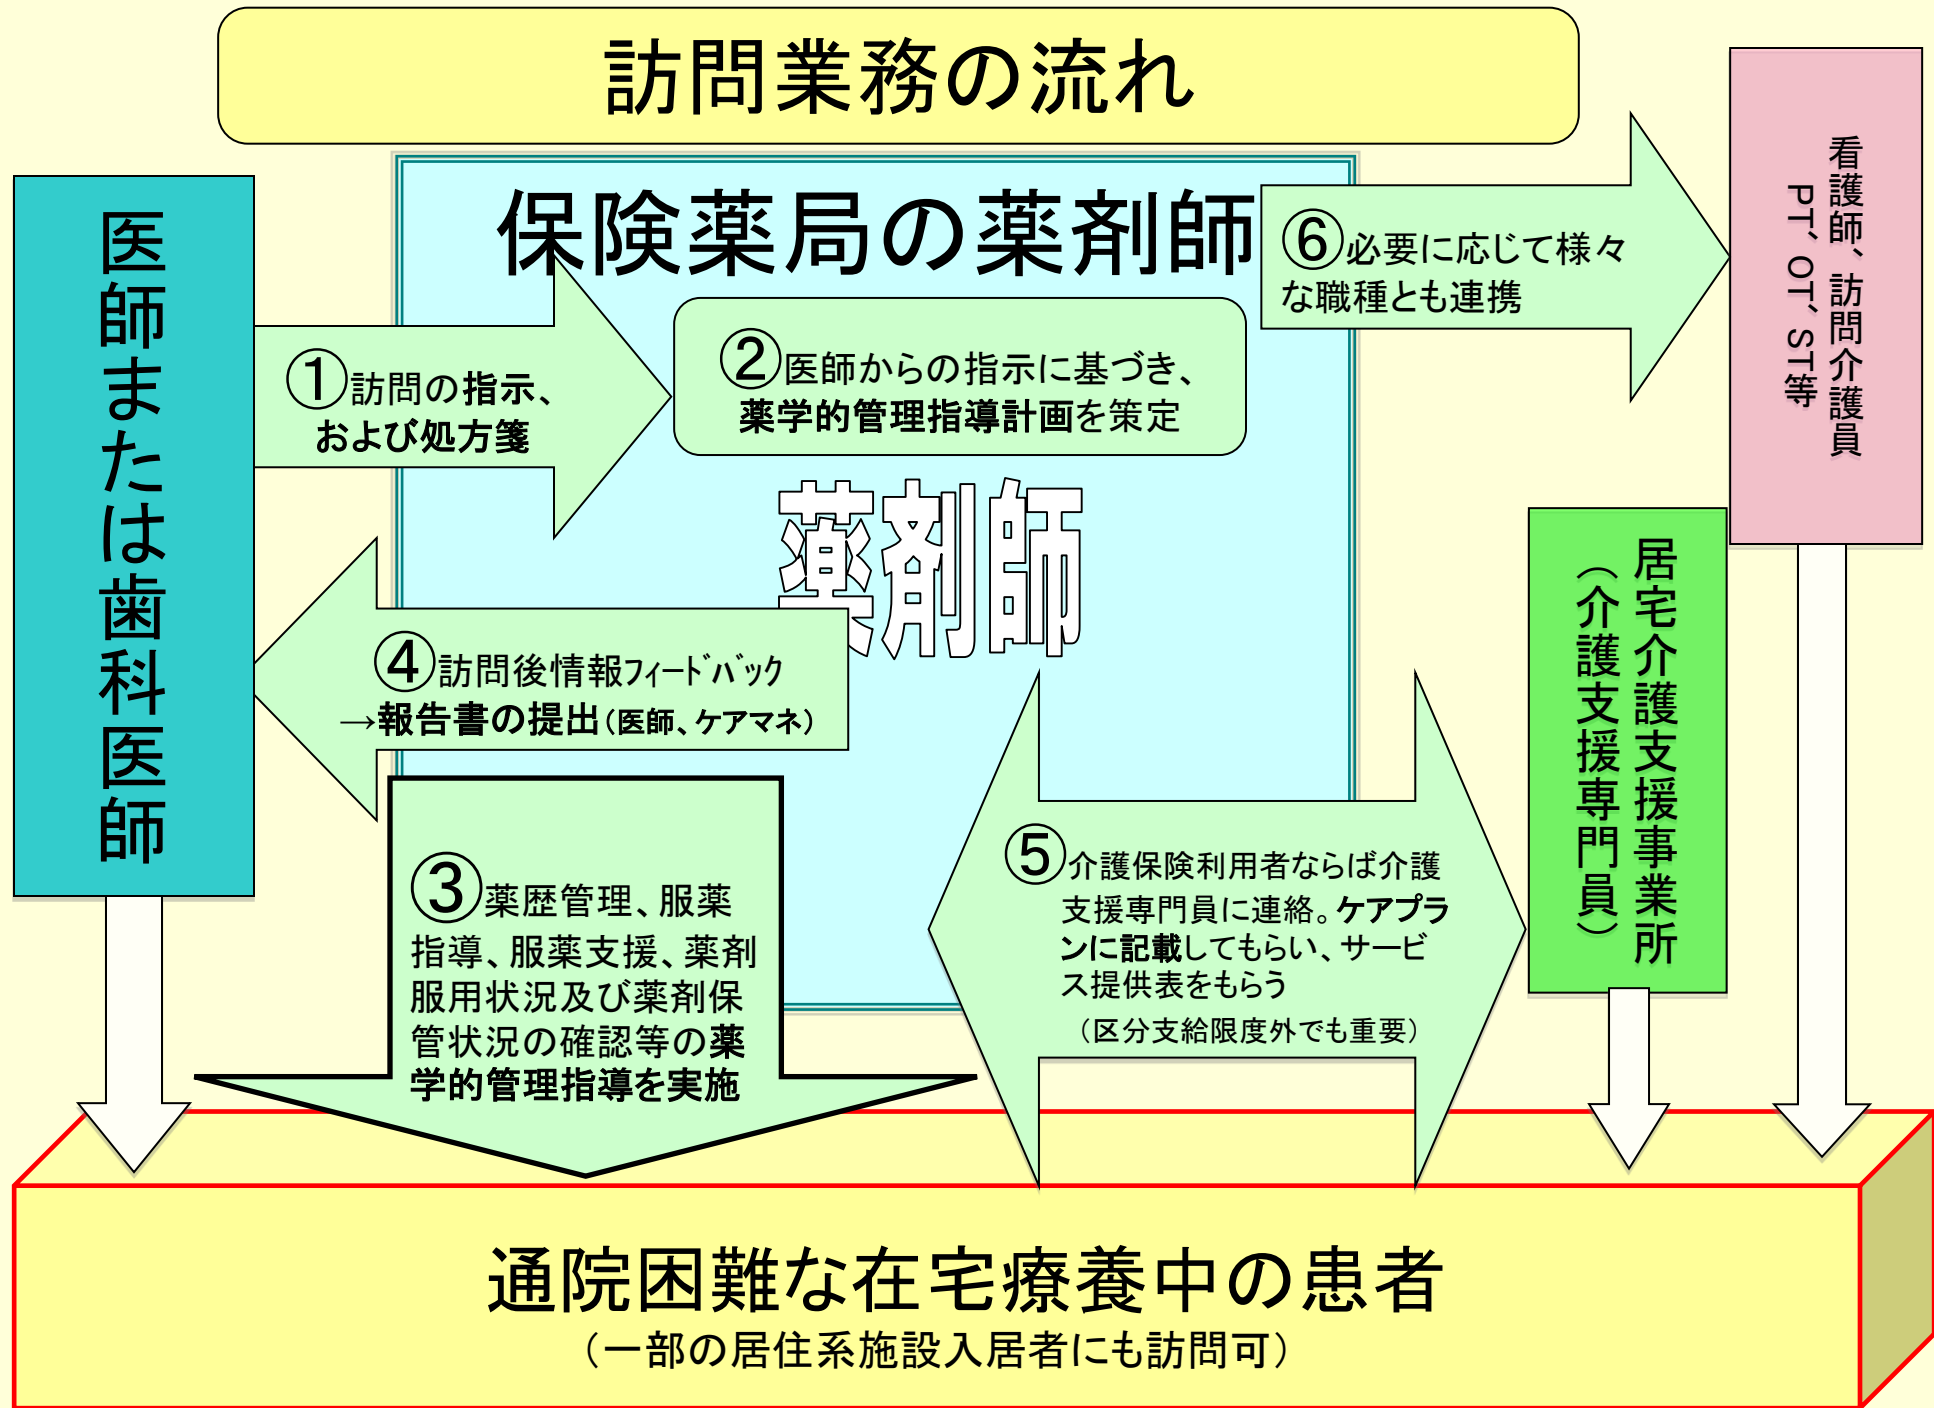 訪問業務の流れ
医師または歯科医師
保険薬局の薬剤師
①訪問の指示、
および処方箋
②医師からの指示に基づき、
薬学的管理指導計画を策定
薬剤師
④訪問後情報フィードバック
→報告書の提出(医師、ケアマネ)
③薬歴管理、服薬
指導、服薬支援、薬剤
服用状況及び薬剤保
管状況の確認等の薬
学的管理指導を実施
⑤介護保険利用者ならば介護
支援専門員に連絡。ケアプラ
ンに記載してもらい、サービ
ス提供表をもらう
(区分支給限度外でも重要)
⑥必要に応じて様々
な職種とも連携
看護師、訪問介護員
PT、OT、ST等
居宅介護支援事業所
(介護支援専門員)
通院困難な在宅療養中の患者
(一部の居住系施設入居者にも訪問可)